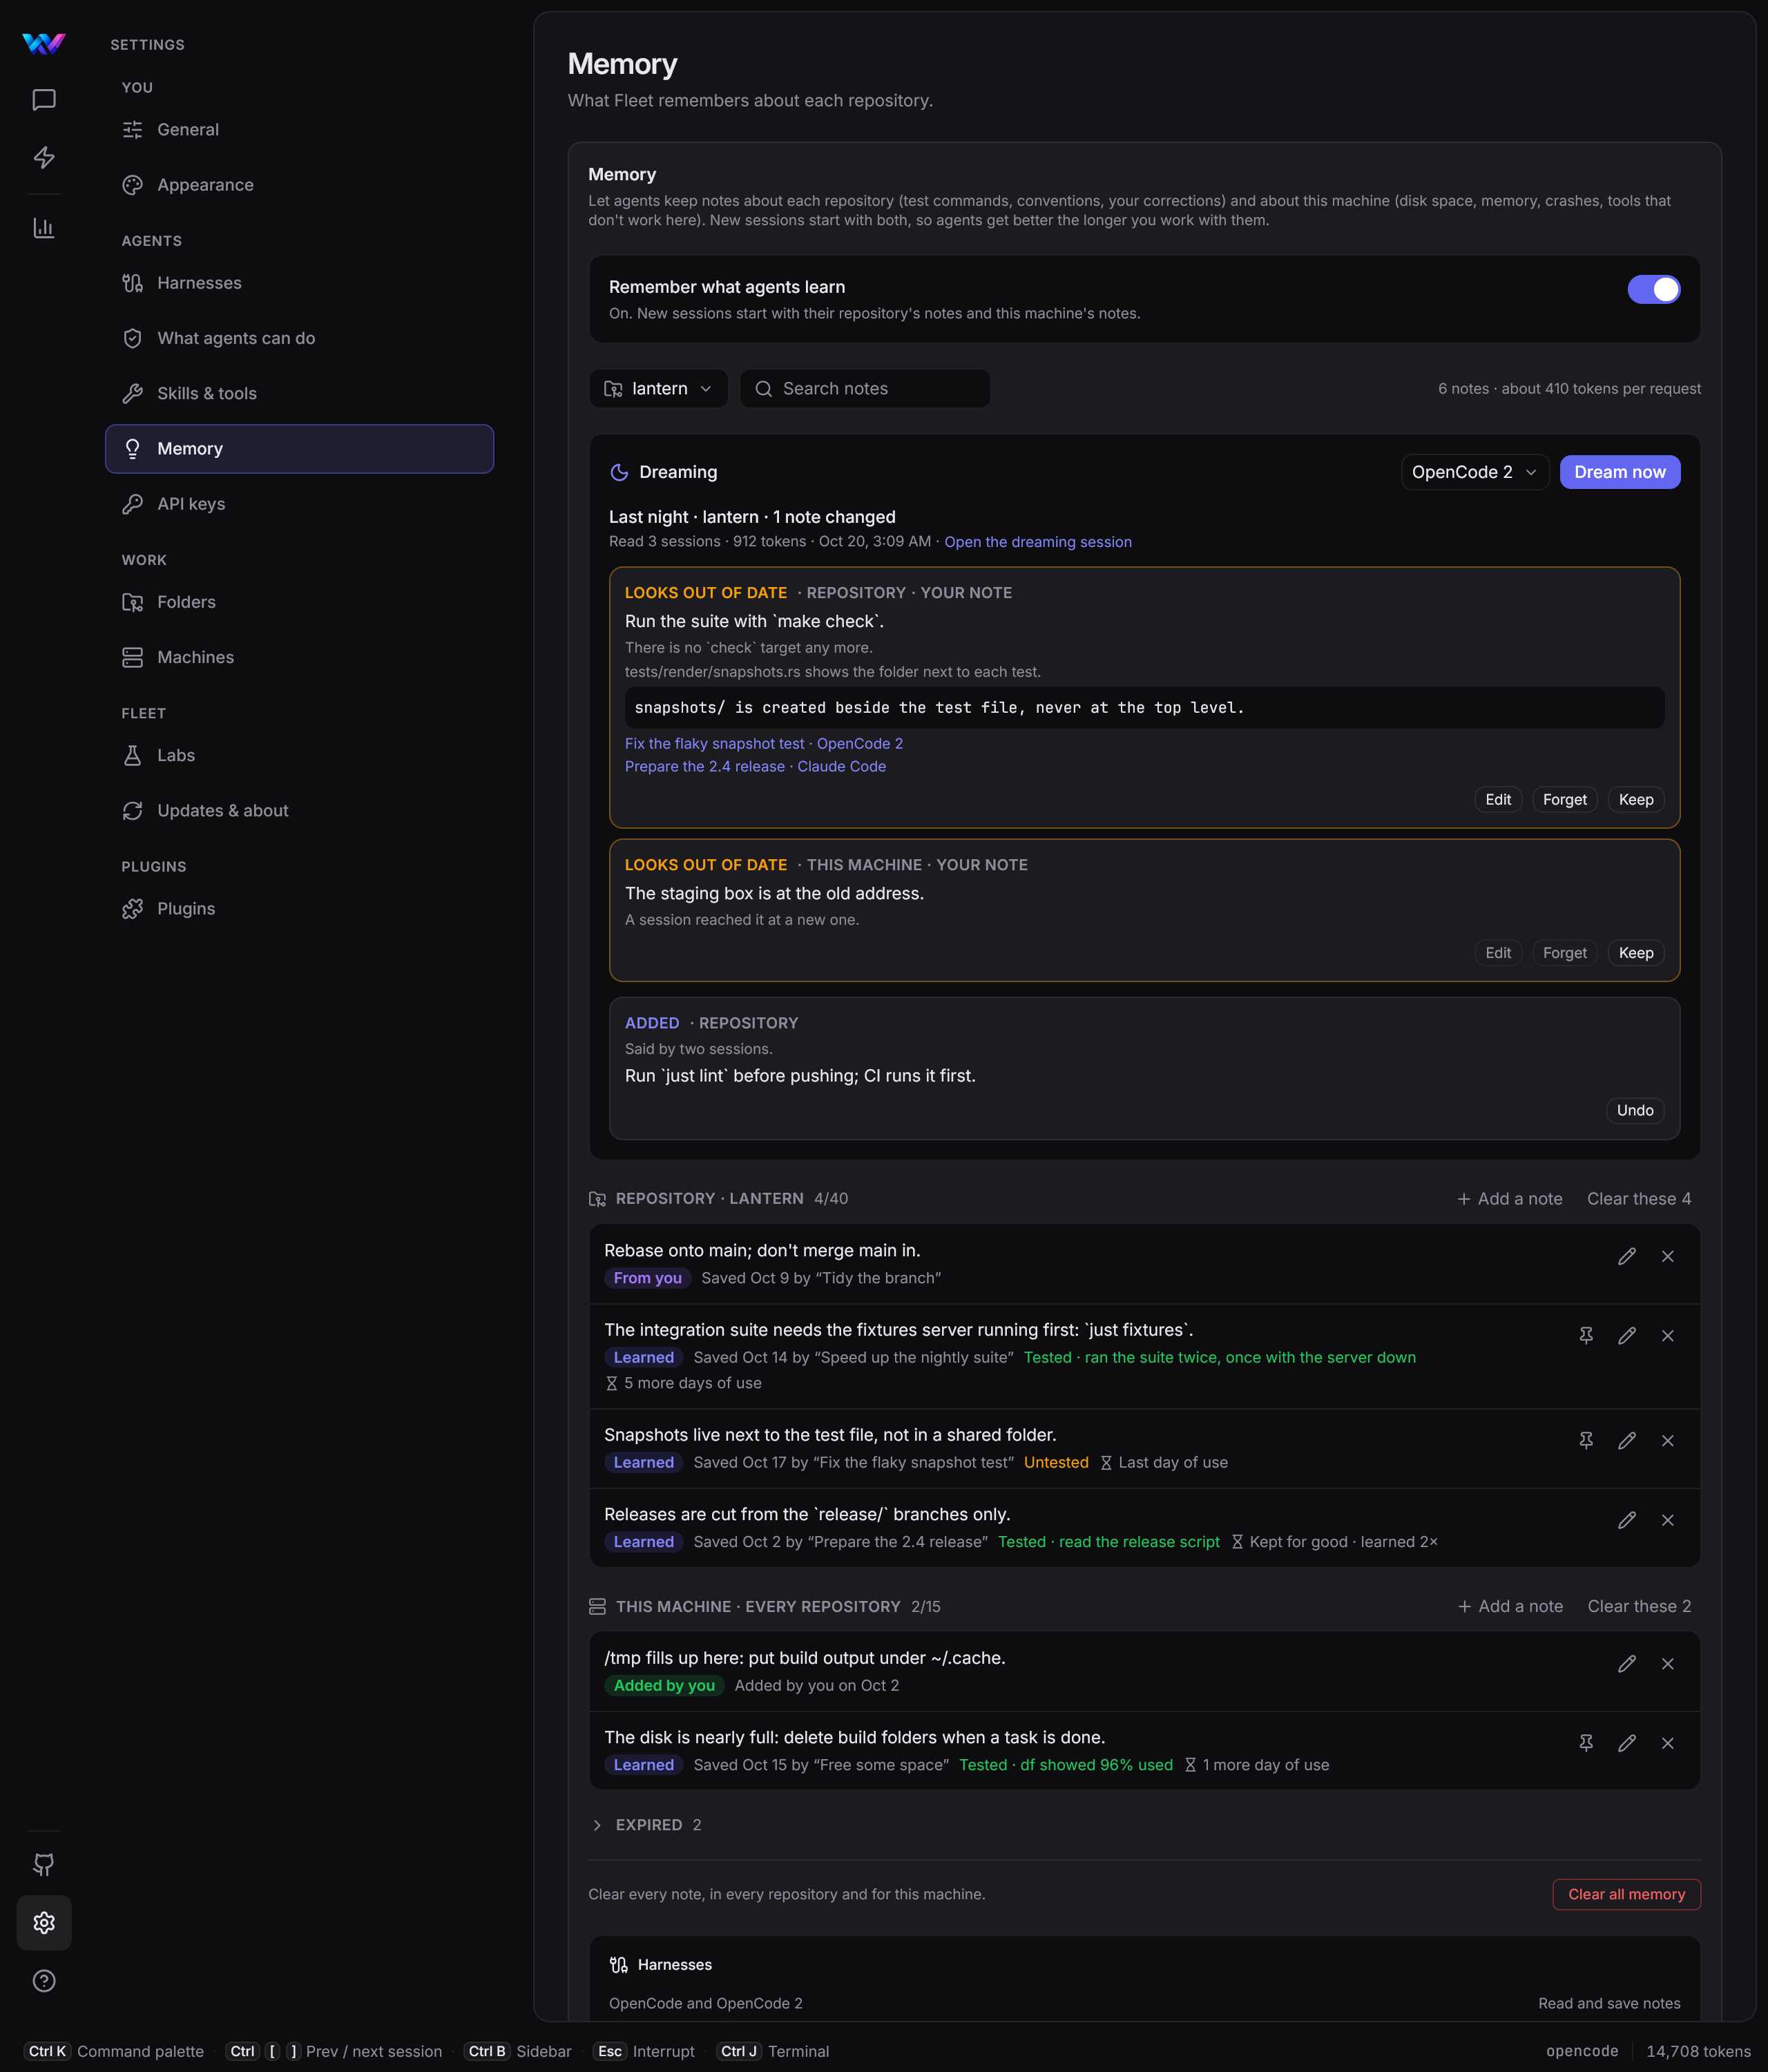 SETTINGS
YOU
General
Appearance
AGENTS
Harnesses
What agents can do
Skills & tools
Memory
API keys
WORK
Folders
Machines
FLEET
Labs
Updates & about
PLUGINS
Plugins
Memory
What Fleet remembers about each repository.
Memory
Let agents keep notes about each repository (test commands, conventions, your corrections) and about this machine (disk space, memory, crashes, tools that
don't work here). New sessions start with both, so agents get better the longer you work with them.
Remember what agents learn
On. New sessions start with their repository's notes and this machine's notes.
lantern Search notes 6 notes · about 410 tokens per request
Dreaming OpenCode 2 Dream now
Last night · lantern · 1 note changed
Read 3 sessions · 912 tokens · Oct 20, 3:09 AM · Open the dreaming session
LOOKS OUT OF DATE · REPOSITORY · YOUR NOTE
Run the suite with `make check`.
There is no `check` target any more.
tests/render/snapshots.rs shows the folder next to each test.
snapshots/ is created beside the test file, never at the top level.
Fix the flaky snapshot test · OpenCode 2
Prepare the 2.4 release · Claude Code
Edit Forget Keep
LOOKS OUT OF DATE · THIS MACHINE · YOUR NOTE
The staging box is at the old address.
A session reached it at a new one.
Edit Forget Keep
ADDED · REPOSITORY
Said by two sessions.
Run `just lint` before pushing; CI runs it first.
Undo
REPOSITORY · LANTERN 4/40 + Add a note Clear these 4
Rebase onto main; don't merge main in.
From you Saved Oct 9 by “Tidy the branch”
The integration suite needs the fixtures server running first: `just fixtures`.
Learned Saved Oct 14 by “Speed up the nightly suite” Tested · ran the suite twice, once with the server down
5 more days of use
Snapshots live next to the test file, not in a shared folder.
Learned Saved Oct 17 by “Fix the flaky snapshot test” Untested Last day of use
Releases are cut from the `release/` branches only.
Learned Saved Oct 2 by “Prepare the 2.4 release” Tested · read the release script Kept for good · learned 2×
THIS MACHINE · EVERY REPOSITORY 2/15 + Add a note Clear these 2
/tmp fills up here: put build output under ~/.cache.
Added by you Added by you on Oct 2
The disk is nearly full: delete build folders when a task is done.
Learned Saved Oct 15 by “Free some space” Tested · df showed 96% used 1 more day of use
EXPIRED 2
Clear every note, in every repository and for this machine. Clear all memory
Harnesses
OpenCode and OpenCode 2 Read and save notes
Ctrl K Command palette · Ctrl [ ] Prev / next session · Ctrl B Sidebar · Esc Interrupt · Ctrl J Terminal opencode 14,708 tokens